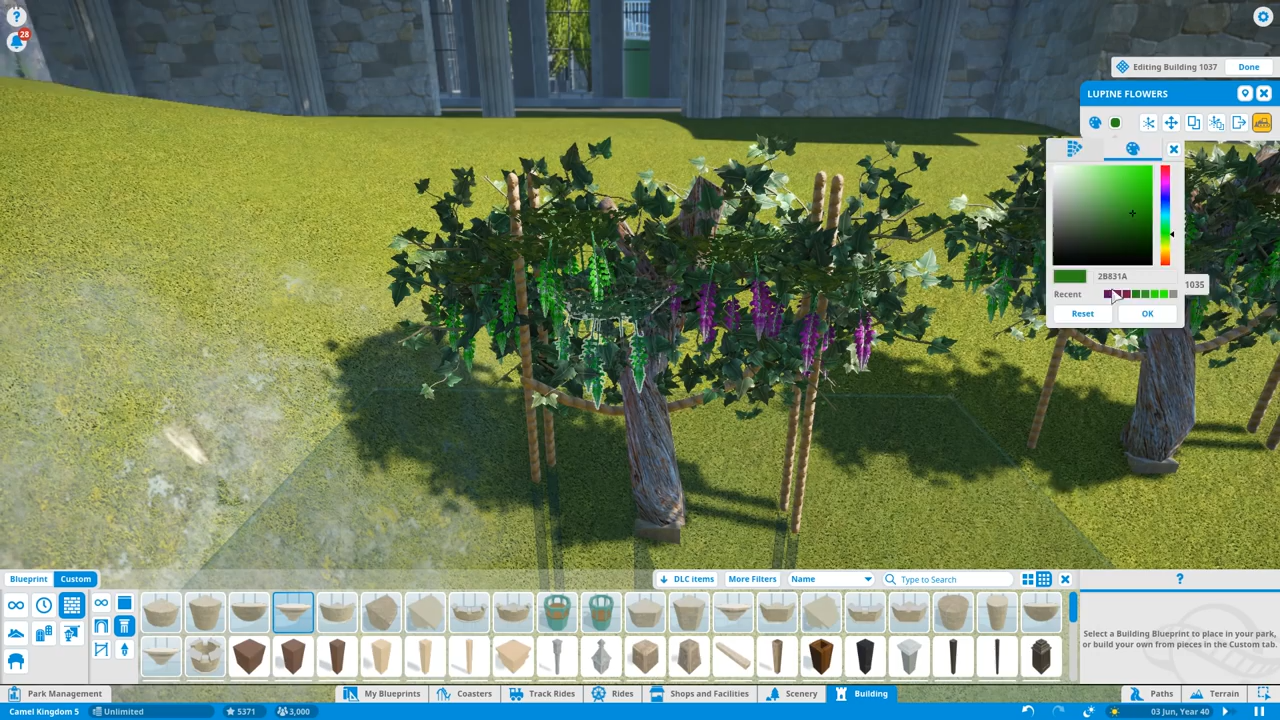 ?
28
Editing Building 1037 Done
LUPINE FLOWERS
2B831A
1035
Recent
Reset OK
Blueprint Custom
DLC items More Filters Name Type to Search
?
Select a Building Blueprint to place in your park,
or build your own from pieces in the Custom tab.
Park Management My Blueprints Coasters Track Rides Rides Shops and Facilities Scenery Building Paths Terrain
Camel Kingdom 5 Unlimited 5371 3,000 03 Jun, Year 40